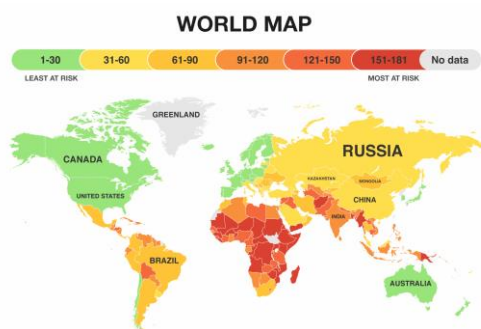 WORLD MAP
1-30 31-60 61-90 91-120 121-150 151-181 No data
LEAST AT RISK MOST AT RISK
GREENLAND
CANADA
RUSSIA
KAZAKHSTAN
MONGOLIA
UNITED STATES
CHINA
INDIA
BRAZIL
AUSTRALIA